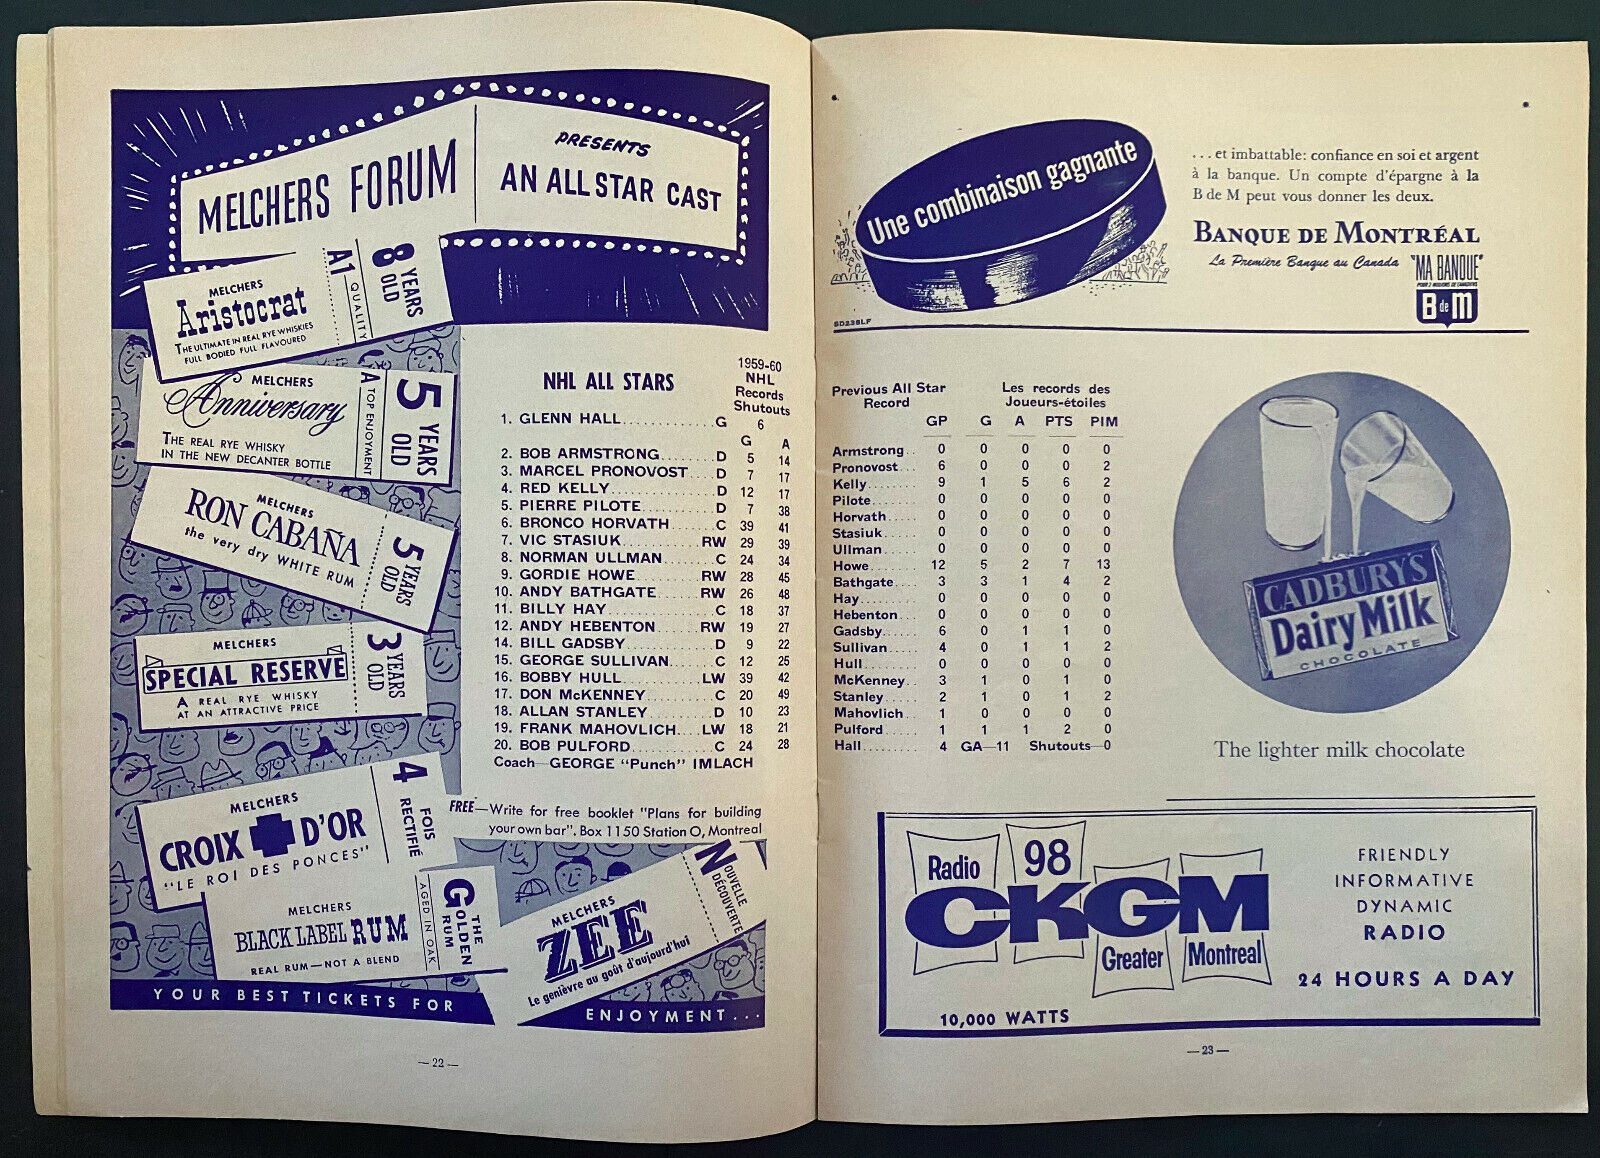 MELCHERS FORUM
PRESENTS
AN ALL STAR CAST
MELCHERS
Aristocrat
THE ULTIMATE IN REAL RYE WHISKIES
FULL BODIED FULL FLAVOURED
A1 QUALITY
8 YEARS OLD
MELCHERS
Anniversary
THE REAL RYE WHISKY
IN THE NEW DECANTER BOTTLE
A TOP ENJOYMENT
5 YEARS OLD
MELCHERS
RON CABAÑA
the very dry WHITE RUM
5 YEARS OLD
MELCHERS
SPECIAL RESERVE
A REAL RYE WHISKY
AT AN ATTRACTIVE PRICE
3 YEARS OLD
MELCHERS
CROIX D'OR
"LE ROI DES PONCES"
4 FOIS RECTIFIÉ
MELCHERS
BLACK LABEL RUM
REAL RUM—NOT A BLEND
AGED IN OAK
THE GOLDEN RUM
MELCHERS
ZEE
Le genièvre au goût d'aujourd'hui
NOUVELLE DÉCOUVERTE
YOUR BEST TICKETS FOR
ENJOYMENT...
NHL ALL STARS
1959-60
NHL
Records
Shutouts
1. GLENN HALL............. G 6
G A
2. BOB ARMSTRONG........ D 5 14
3. MARCEL PRONOVOST... D 7 17
4. RED KELLY............... D 12 17
5. PIERRE PILOTE.......... D 7 38
6. BRONCO HORVATH...... C 39 41
7. VIC STASIUK............ RW 29 39
8. NORMAN ULLMAN....... C 24 34
9. GORDIE HOWE.......... RW 28 45
10. ANDY BATHGATE....... RW 26 48
11. BILLY HAY............... C 18 37
12. ANDY HEBENTON....... RW 19 27
14. BILL GADSBY............ D 9 22
15. GEORGE SULLIVAN...... C 12 25
16. BOBBY HULL............ LW 39 42
17. DON McKENNEY......... C 20 49
18. ALLAN STANLEY......... D 10 23
19. FRANK MAHOVLICH.... LW 18 21
20. BOB PULFORD........... C 24 28
Coach—GEORGE "Punch" IMLACH
FREE—Write for free booklet "Plans for building
your own bar". Box 1150 Station O, Montreal
—22—
Une combinaison gagnante
SD238LF
...et imbattable: confiance en soi et argent
à la banque. Un compte d'épargne à la
B de M peut vous donner les deux.
BANQUE DE MONTRÉAL
La Première Banque au Canada
"MA BANQUE"
POUR 2 MILLIONS DE CANADIENS
B de M
Previous All Star
Record
Les records des
Joueurs-étoiles
GP G A PTS PIM
Armstrong.. 0 0 0 0 0
Pronovost.. 6 0 0 0 2
Kelly........ 9 1 5 6 2
Pilote....... 0 0 0 0 0
Horvath..... 0 0 0 0 0
Stasiuk...... 0 0 0 0 0
Ullman...... 0 0 0 0 0
Howe....... 12 5 2 7 13
Bathgate.... 3 3 1 4 2
Hay......... 0 0 0 0 0
Hebenton... 0 0 0 0 0
Gadsby...... 6 0 1 1 0
Sullivan..... 4 0 1 1 2
Hull......... 0 0 0 0 0
McKenney.. 3 1 0 1 0
Stanley...... 2 1 0 1 2
Mahovlich.. 1 0 0 0 0
Pulford...... 1 1 1 2 0
Hall......... 4 GA—11 Shutouts—0
CADBURY'S
Dairy Milk
CHOCOLATE
The lighter milk chocolate
Radio
98
CKGM
Greater
Montreal
10,000 WATTS
FRIENDLY
INFORMATIVE
DYNAMIC
RADIO
24 HOURS A DAY
—23—